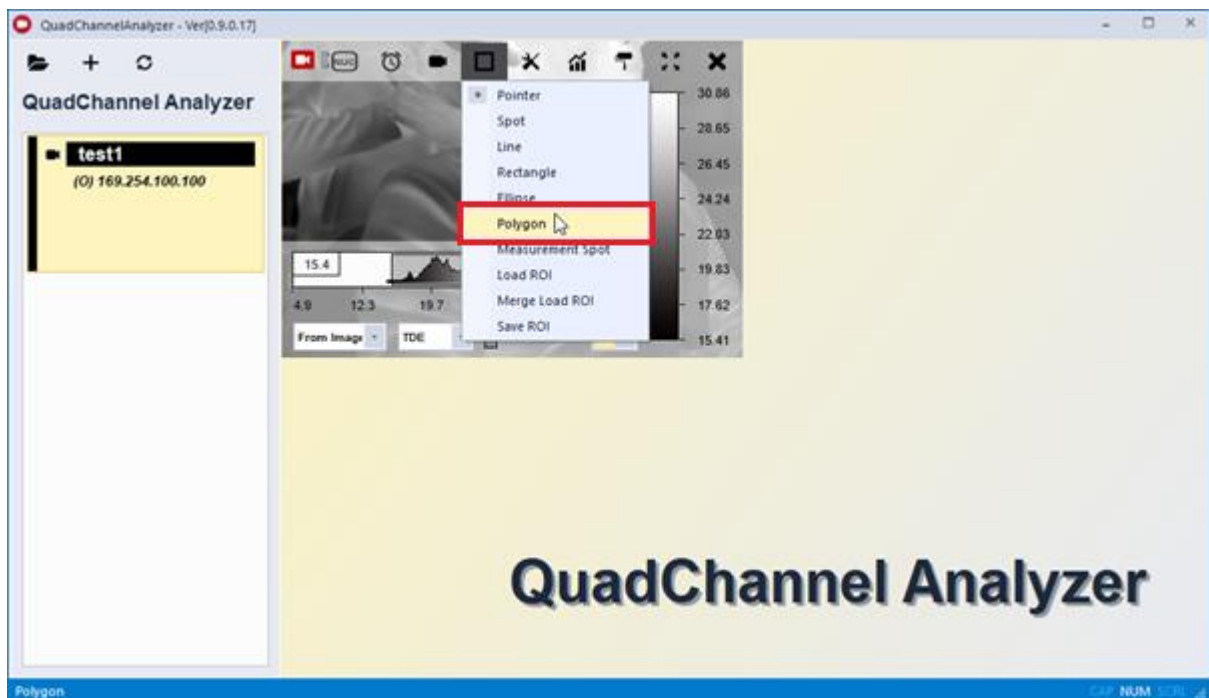 QuadChannelAnalyzer - Ver[0.9.0.17]
QuadChannel Analyzer
test1
(O) 169.254.100.100
NUC
Pointer
Spot
Line
Rectangle
Ellipse
Polygon
Measurement Spot
Load ROI
Merge Load ROI
Save ROI
30.86
28.65
26.45
24.24
22.03
19.83
17.62
15.41
15.4
4.9 12.3 19.7
From Image TDE
QuadChannel Analyzer
Polygon
CAP NUM SCRL